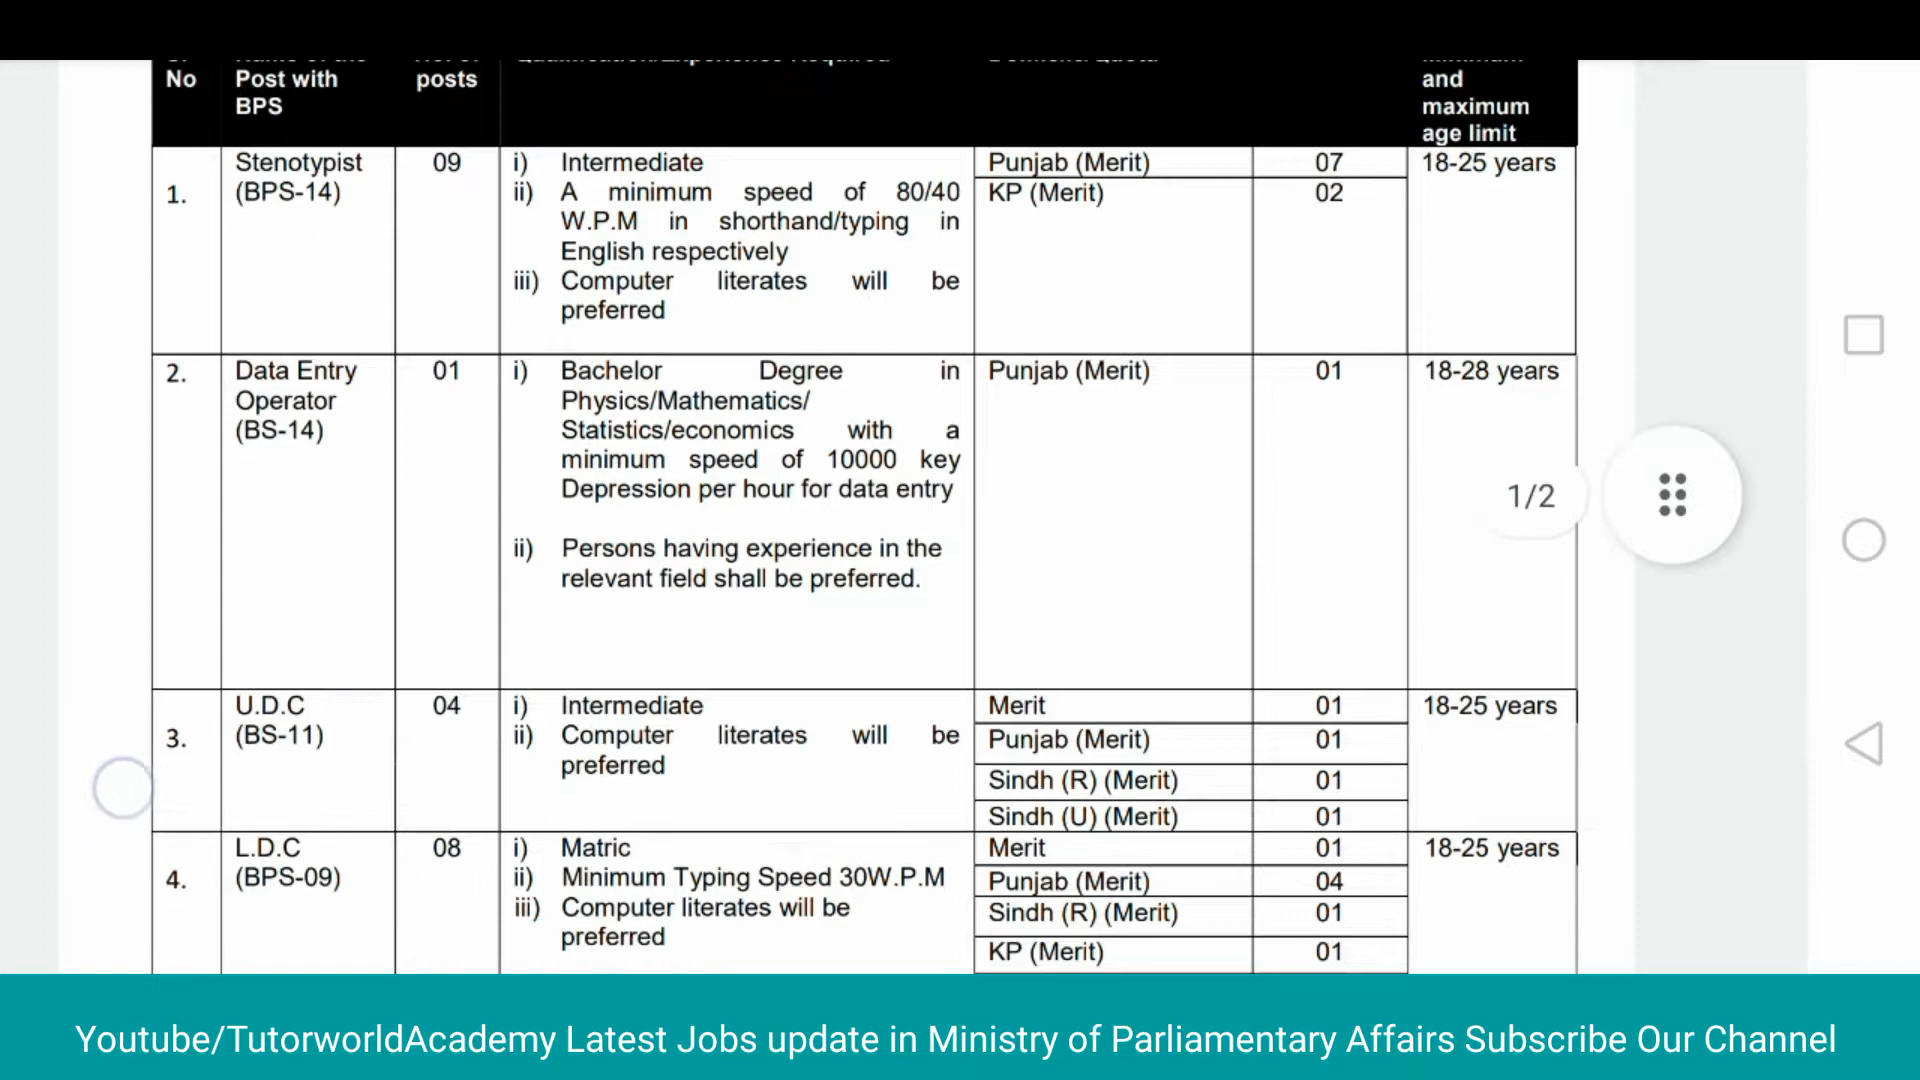 No Post with BPS posts and maximum age limit
1. Stenotypist (BPS-14) 09 i) Intermediate Punjab (Merit) 07 18-25 years
ii) A minimum speed of 80/40 W.P.M in shorthand/typing in English respectively KP (Merit) 02
iii) Computer literates will be preferred
2. Data Entry Operator (BS-14) 01 i) Bachelor Degree in Physics/Mathematics/ Statistics/economics with a minimum speed of 10000 key Depression per hour for data entry Punjab (Merit) 01 18-28 years
ii) Persons having experience in the relevant field shall be preferred.
1/2
3. U.D.C (BS-11) 04 i) Intermediate Merit 01 18-25 years
ii) Computer literates will be preferred Punjab (Merit) 01
Sindh (R) (Merit) 01
Sindh (U) (Merit) 01
4. L.D.C (BPS-09) 08 i) Matric Merit 01 18-25 years
ii) Minimum Typing Speed 30W.P.M Punjab (Merit) 04
iii) Computer literates will be preferred Sindh (R) (Merit) 01
KP (Merit) 01
Youtube/TutorworldAcademy Latest Jobs update in Ministry of Parliamentary Affairs Subscribe Our Channel